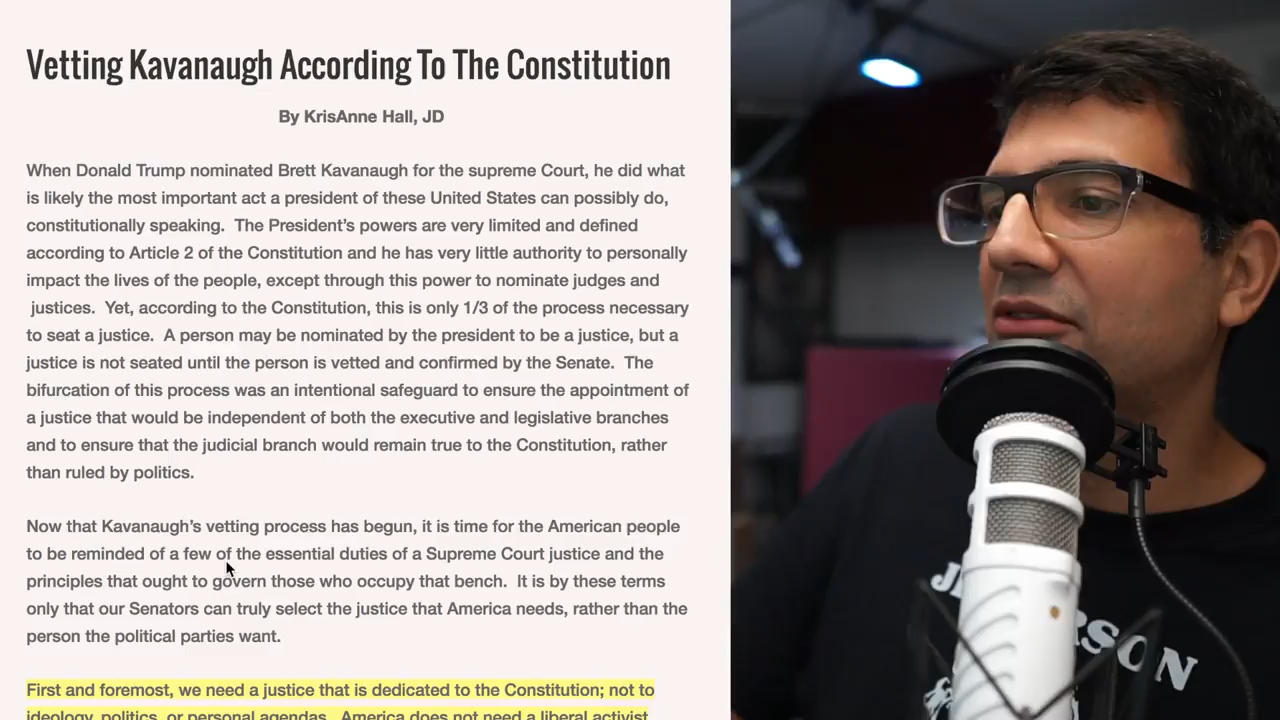 Vetting Kavanaugh According To The Constitution
By KrisAnne Hall, JD
When Donald Trump nominated Brett Kavanaugh for the supreme Court, he did what
is likely the most important act a president of these United States can possibly do,
constitutionally speaking.  The President’s powers are very limited and defined
according to Article 2 of the Constitution and he has very little authority to personally
impact the lives of the people, except through this power to nominate judges and
justices.  Yet, according to the Constitution, this is only 1/3 of the process necessary
to seat a justice.  A person may be nominated by the president to be a justice, but a
justice is not seated until the person is vetted and confirmed by the Senate.  The
bifurcation of this process was an intentional safeguard to ensure the appointment of
a justice that would be independent of both the executive and legislative branches
and to ensure that the judicial branch would remain true to the Constitution, rather
than ruled by politics.
Now that Kavanaugh’s vetting process has begun, it is time for the American people
to be reminded of a few of the essential duties of a Supreme Court justice and the
principles that ought to govern those who occupy that bench.  It is by these terms
only that our Senators can truly select the justice that America needs, rather than the
person the political parties want.
First and foremost, we need a justice that is dedicated to the Constitution; not to
ideology, politics, or personal agendas.  America does not need a liberal activist